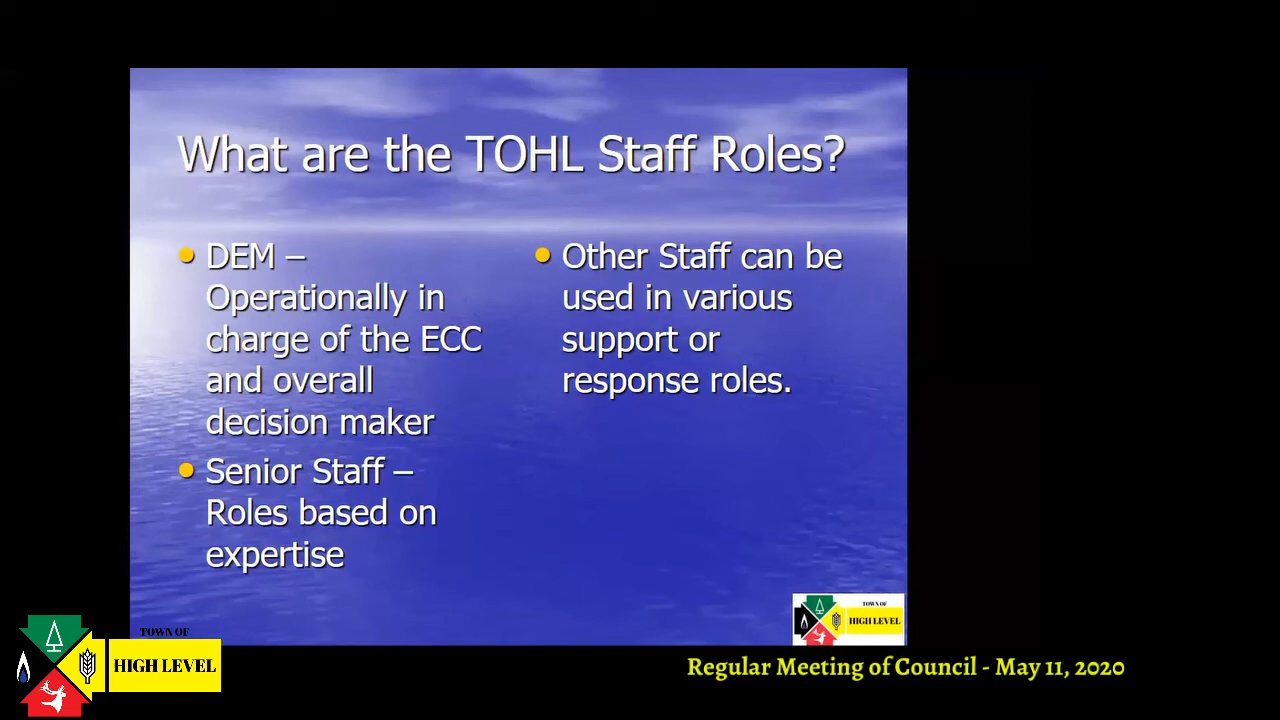 What are the TOHL Staff Roles?
DEM –
Operationally in
charge of the ECC
and overall
decision maker
Senior Staff –
Roles based on
expertise
Other Staff can be
used in various
support or
response roles.
TOWN OF
HIGH LEVEL
TOWN OF
HIGH LEVEL
Regular Meeting of Council - May 11, 2020